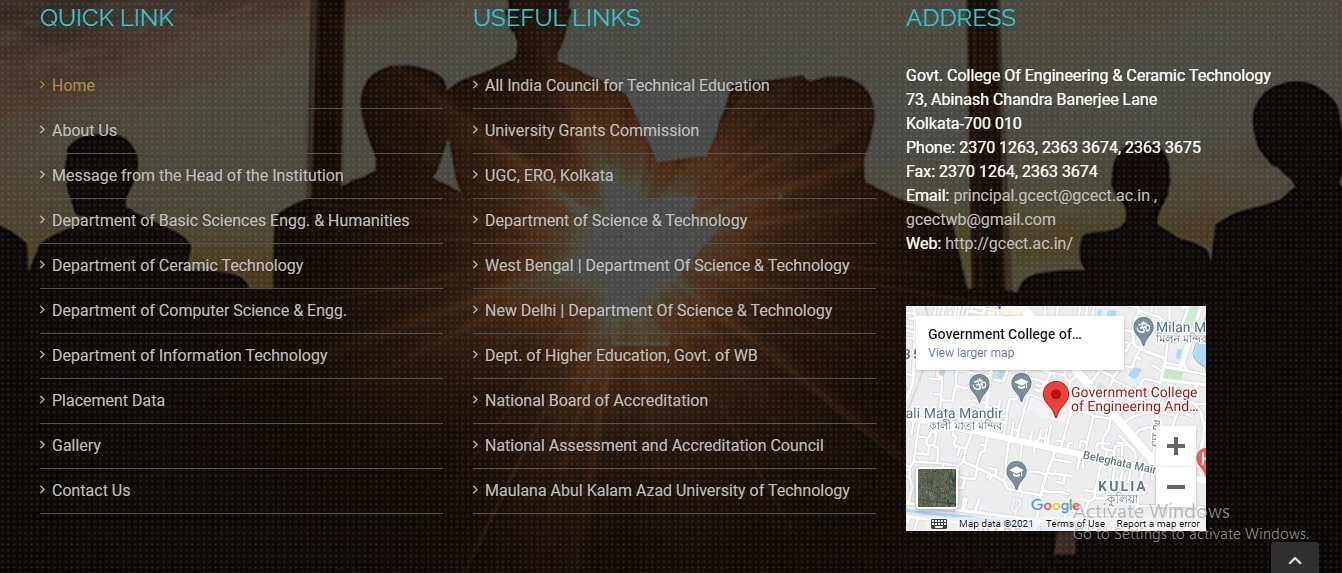 QUICK LINK
Home
About Us
Message from the Head of the Institution
Department of Basic Sciences Engg. & Humanities
Department of Ceramic Technology
Department of Computer Science & Engg.
Department of Information Technology
Placement Data
Gallery
Contact Us
USEFUL LINKS
All India Council for Technical Education
University Grants Commission
UGC, ERO, Kolkata
Department of Science & Technology
West Bengal | Department Of Science & Technology
New Delhi | Department Of Science & Technology
Dept. of Higher Education, Govt. of WB
National Board of Accreditation
National Assessment and Accreditation Council
Maulana Abul Kalam Azad University of Technology
ADDRESS
Govt. College Of Engineering & Ceramic Technology
73, Abinash Chandra Banerjee Lane
Kolkata-700 010
Phone: 2370 1263, 2363 3674, 2363 3675
Fax: 2370 1264, 2363 3674
Email: principal.gcect@gcect.ac.in ,
gcectwb@gmail.com
Web: http://gcect.ac.in/
Government College of...
View larger map
Milan M
মিলন মন্দির
Government College
of Engineering And...
ali Mata Mandir
কালী মাতা মন্দির
Beleghata Main
KULIA
কুলিয়া
Google
Map data ©2021 Terms of Use Report a map error
Activate Windows
Go to Settings to activate Windows.